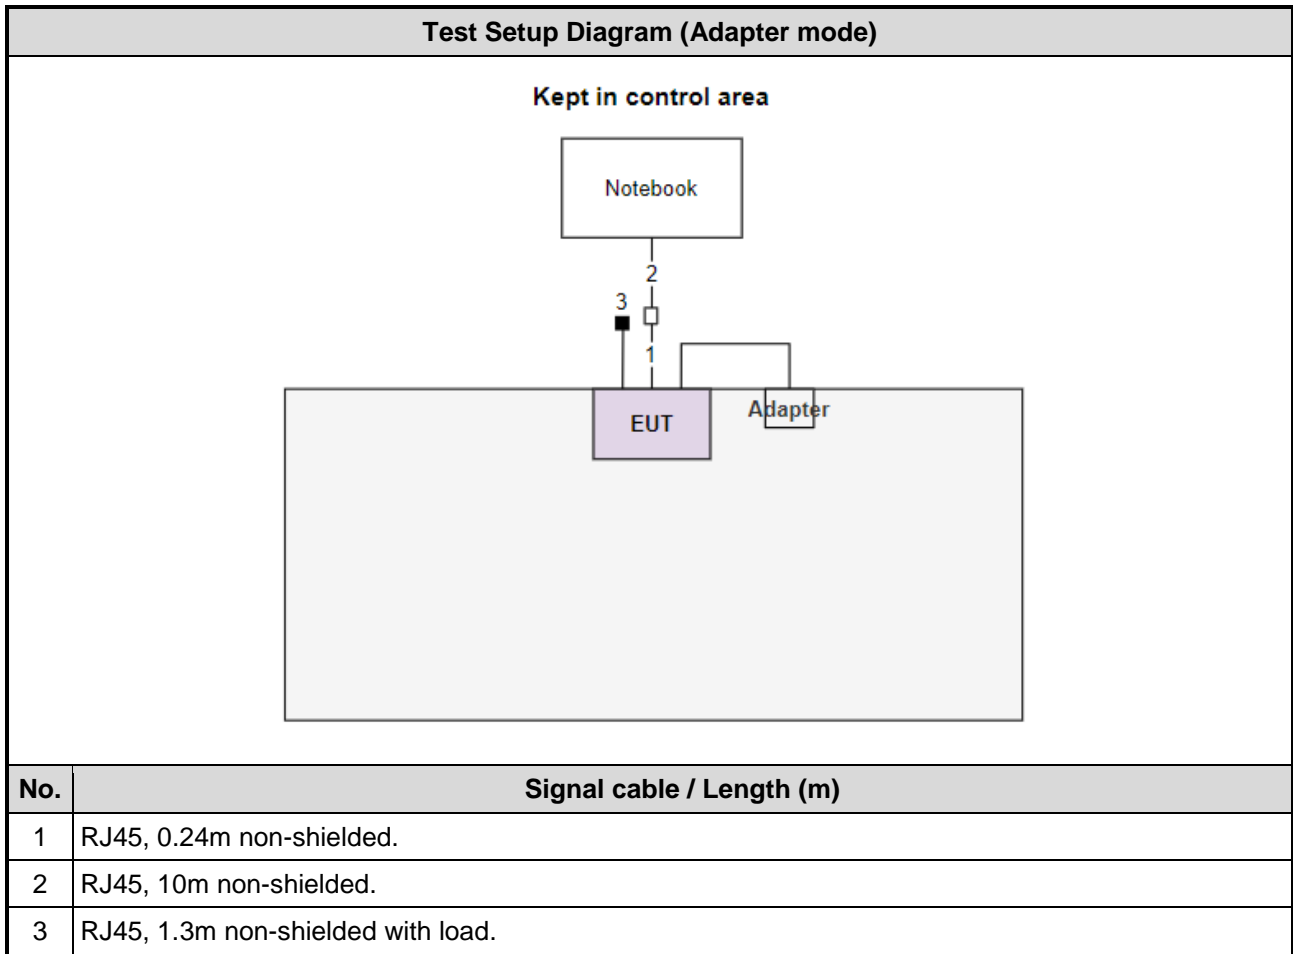 Test Setup Diagram (Adapter mode)
Kept in control area
Notebook
2
3
1
EUT
Adapter
No. Signal cable / Length (m)
1 RJ45, 0.24m non-shielded.
2 RJ45, 10m non-shielded.
3 RJ45, 1.3m non-shielded with load.